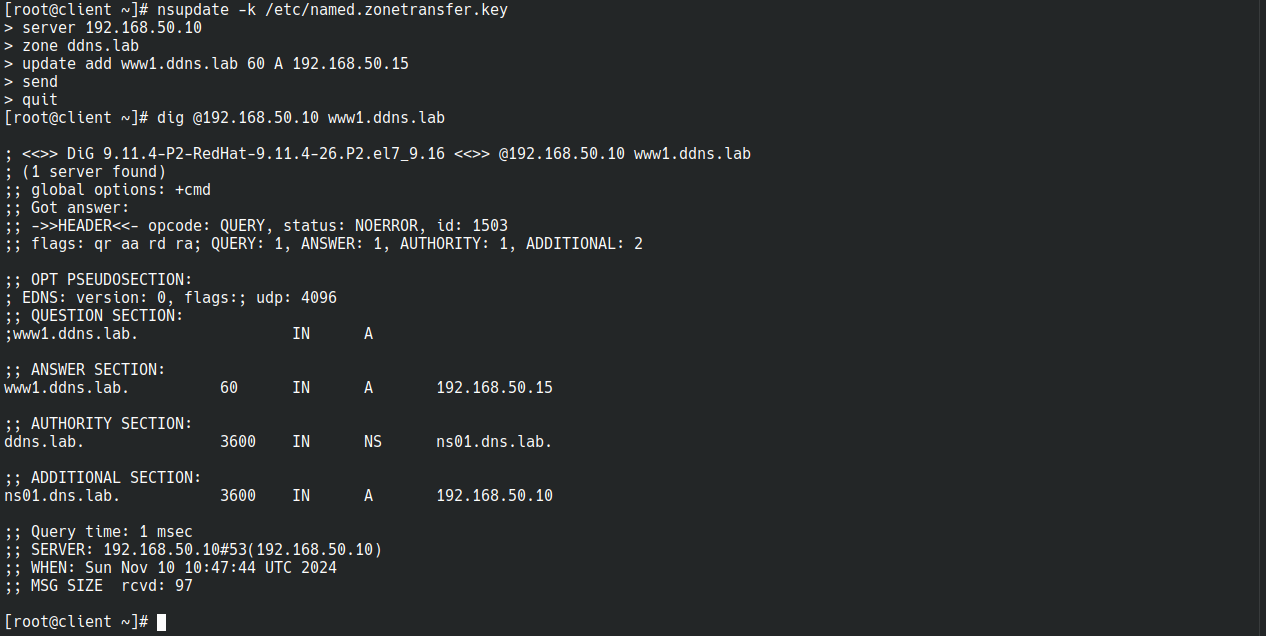 [root@client ~]# nsupdate -k /etc/named.zonetransfer.key
> server 192.168.50.10
> zone ddns.lab
> update add www1.ddns.lab 60 A 192.168.50.15
> send
> quit
[root@client ~]# dig @192.168.50.10 www1.ddns.lab

; <<>> DiG 9.11.4-P2-RedHat-9.11.4-26.P2.el7_9.16 <<>> @192.168.50.10 www1.ddns.lab
; (1 server found)
;; global options: +cmd
;; Got answer:
;; ->>HEADER<<- opcode: QUERY, status: NOERROR, id: 1503
;; flags: qr aa rd ra; QUERY: 1, ANSWER: 1, AUTHORITY: 1, ADDITIONAL: 2

;; OPT PSEUDOSECTION:
; EDNS: version: 0, flags:; udp: 4096
;; QUESTION SECTION:
;www1.ddns.lab.                 IN      A

;; ANSWER SECTION:
www1.ddns.lab.          60      IN      A       192.168.50.15

;; AUTHORITY SECTION:
ddns.lab.               3600    IN      NS      ns01.dns.lab.

;; ADDITIONAL SECTION:
ns01.dns.lab.           3600    IN      A       192.168.50.10

;; Query time: 1 msec
;; SERVER: 192.168.50.10#53(192.168.50.10)
;; WHEN: Sun Nov 10 10:47:44 UTC 2024
;; MSG SIZE  rcvd: 97

[root@client ~]#